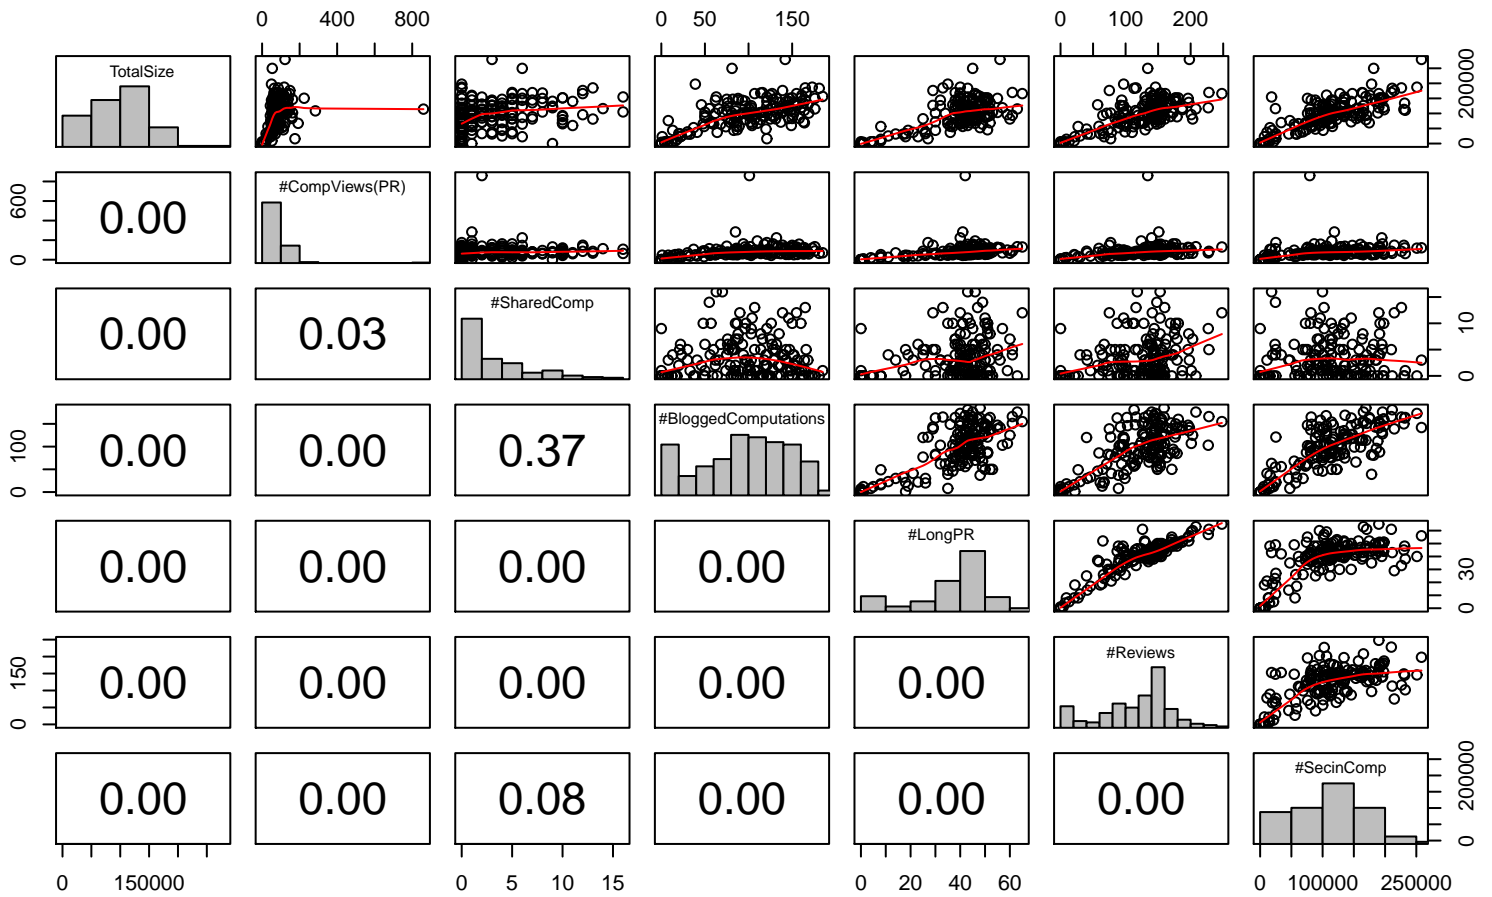 0 400 800 0 50 150 0 100 200
TotalSize
0 200000
#CompViews(PR)
0 600
0.00
#SharedComp
0.00 0.03
0 10
#BloggedComputations
0 100
0.00 0.00 0.37
#LongPR
0.00 0.00 0.00 0.00
0 30
#Reviews
0 150
0.00 0.00 0.00 0.00 0.00
#SecinComp
0.00 0.00 0.08 0.00 0.00 0.00
0 200000
0 150000 0 5 10 15 0 20 40 60 0 100000 250000